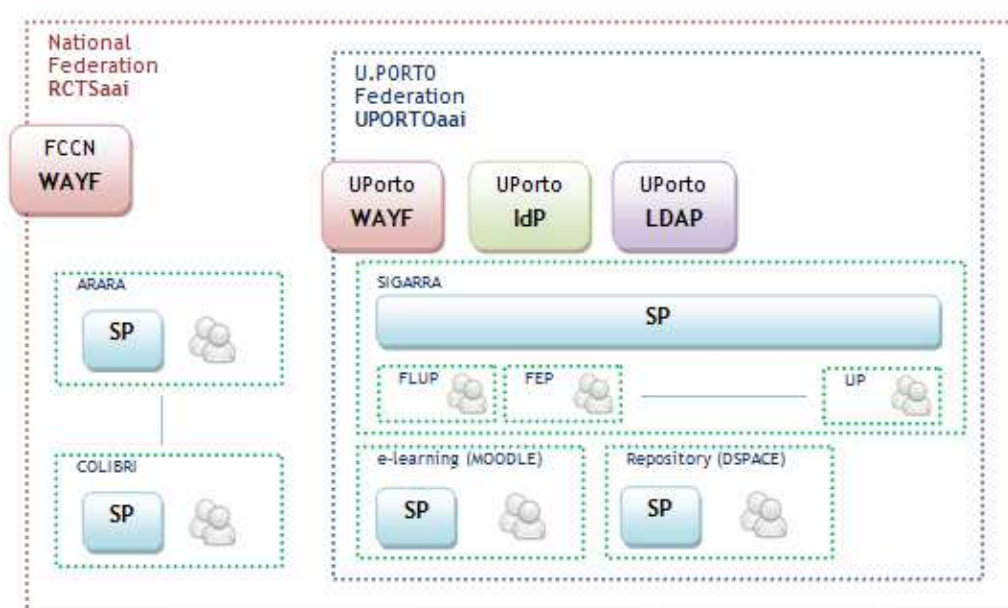 National
Federation
RCTSaai
U.PORTO
Federation
UPORTOaai
FCCN
WAYF
UPorto
WAYF
UPorto
IdP
UPorto
LDAP
ARARA
SP
SIGARRA
SP
FLUP
FEP
UP
COLIBRI
SP
e-learning (MOODLE)
SP
Repository (DSPACE)
SP